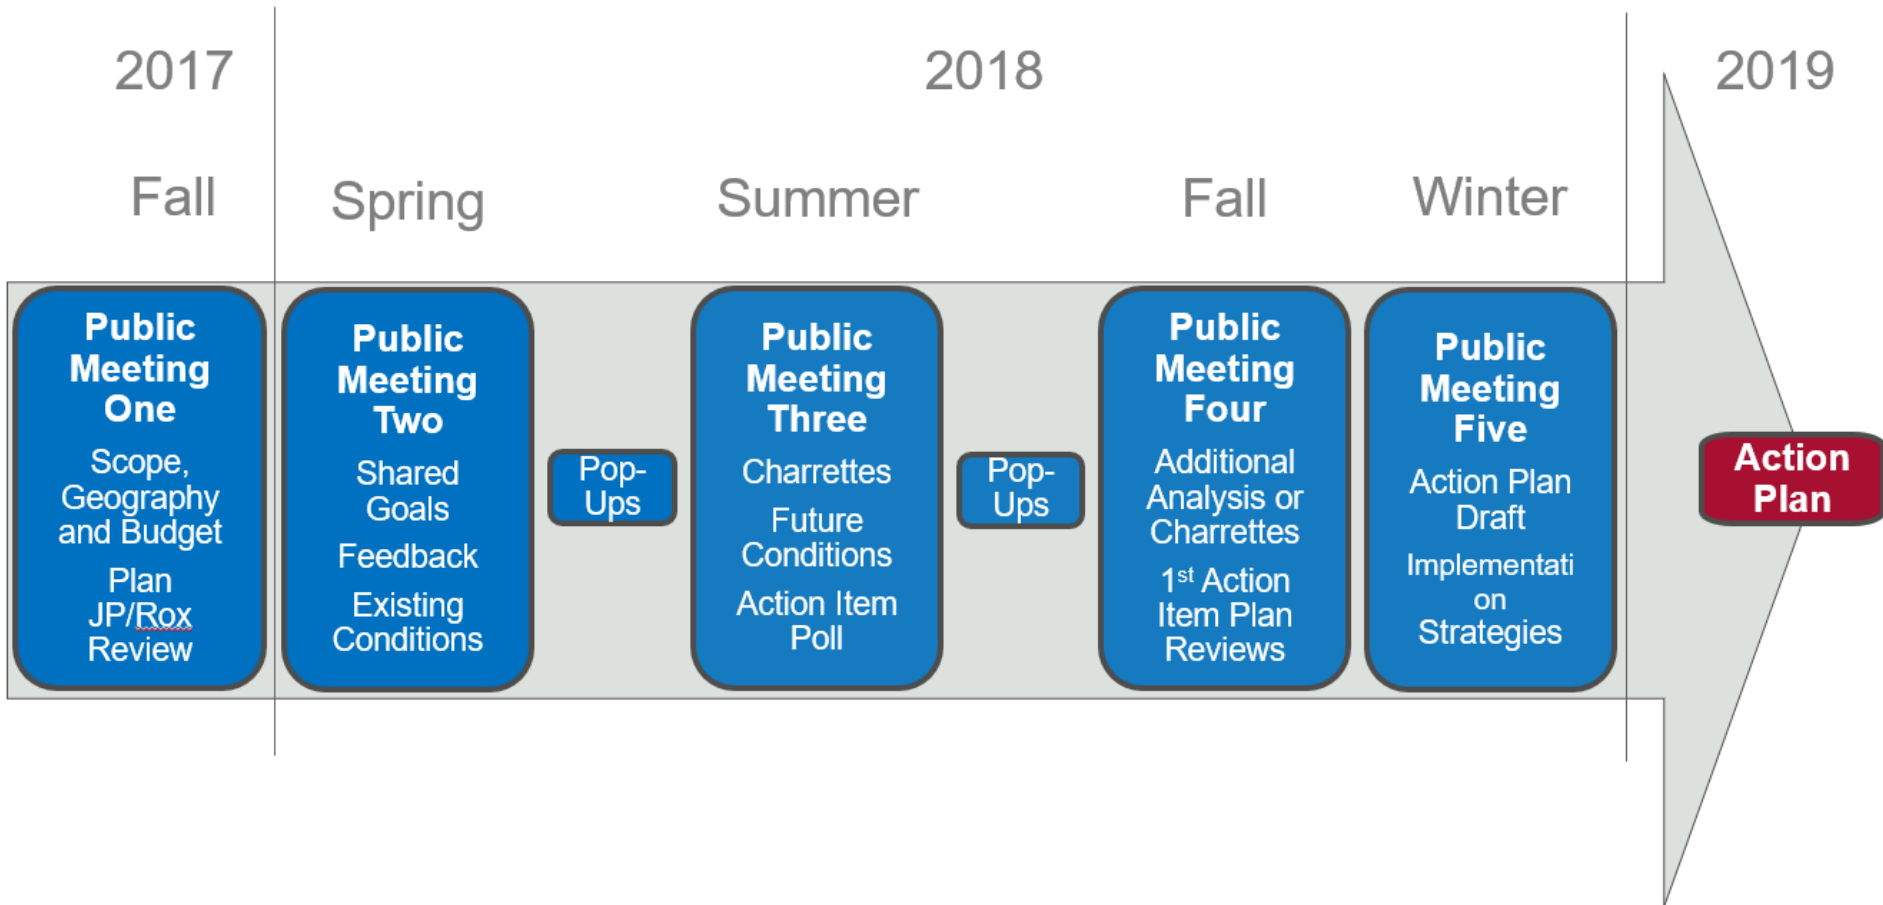 2017
2018
2019
Fall
Spring
Summer
Fall
Winter
Public
Meeting
One
Scope,
Geography
and Budget
Plan
JP/Rox
Review
Public
Meeting
Two
Shared
Goals
Feedback
Existing
Conditions
Pop-
Ups
Public
Meeting
Three
Charrettes
Future
Conditions
Action Item
Poll
Pop-
Ups
Public
Meeting
Four
Additional
Analysis or
Charrettes
1st Action
Item Plan
Reviews
Public
Meeting
Five
Action Plan
Draft
Implementati
on
Strategies
Action
Plan